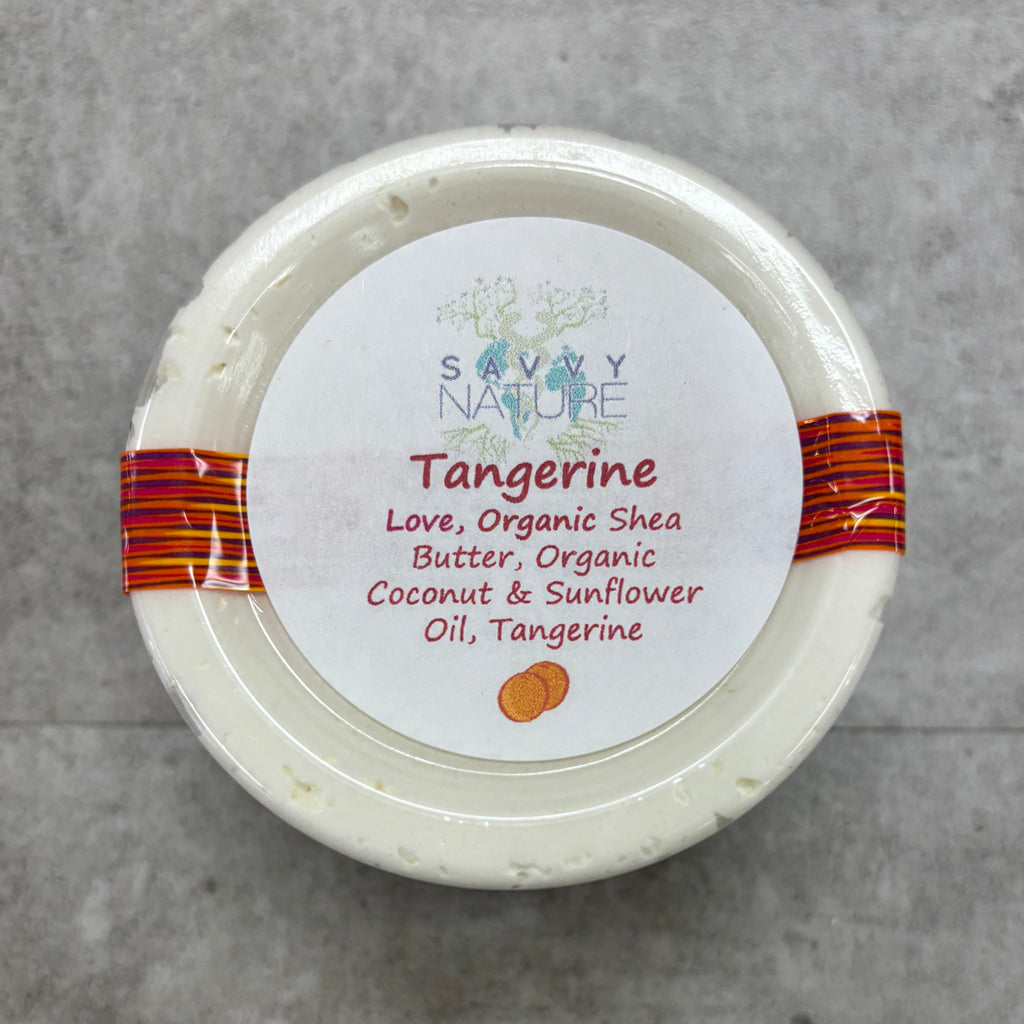 SAVVY
NATURE
Tangerine
Love, Organic Shea
Butter, Organic
Coconut & Sunflower
Oil, Tangerine